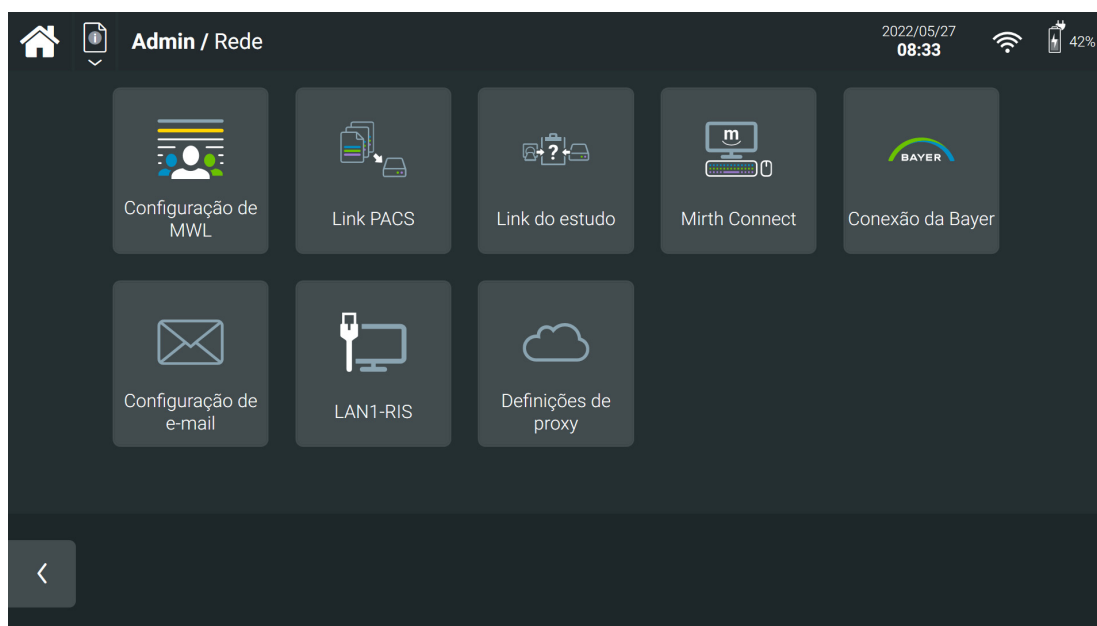 Admin / Rede
2022/05/27
08:33
42%
Configuração de
MWL
Link PACS
?
Link do estudo
m
Mirth Connect
BAYER
Conexão da Bayer
Configuração de
e-mail
LAN1-RIS
Definições de
proxy